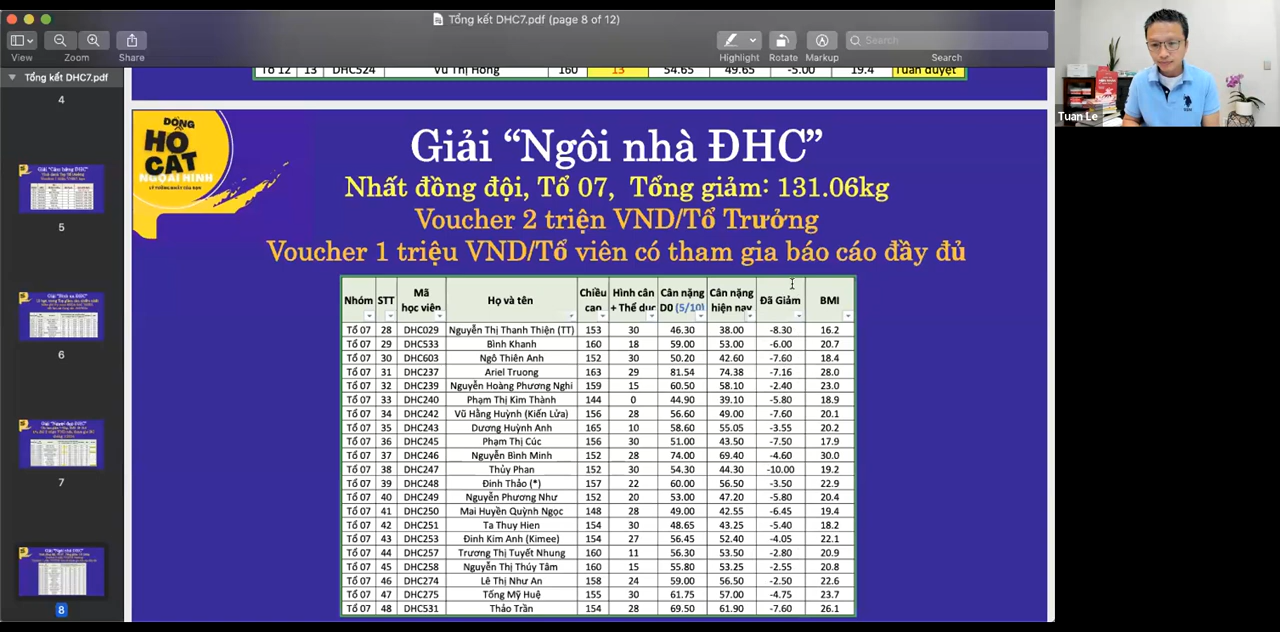 Tổng kết DHC7.pdf (page 8 of 12)
View
Zoom
Share
Highlight
Rotate
Markup
Search
Search
Tổng kết DHC7.pdf
4
5
6
7
8
Tổ 12 13 DHC524 Vũ Thị Hồng 160 13 54.65 49.65 -5.00 19.4 Tuấn duyệt
ĐỒNG
HỒ
CÁT
NGOẠI HÌNH
Giải “Ngôi nhà ĐHC”
Nhất đồng đội, Tổ 07, Tổng giảm: 131.06kg
Voucher 2 triện VND/Tổ Trưởng
Voucher 1 triệu VND/Tổ viên có tham gia báo cáo đầy đủ
Nhóm STT Mã học viên Họ và tên Chiều cao Hình cân + Thể dục Cân nặng D0 (5/10) Cân nặng hiện nay Đã Giảm BMI
Tổ 07 28 DHC029 Nguyễn Thị Thanh Thiện (TT) 153 30 46.30 38.00 -8.30 16.2
Tổ 07 29 DHC533 Bình Khanh 160 18 59.00 53.00 -6.00 20.7
Tổ 07 30 DHC603 Ngô Thiên Anh 152 30 50.20 42.60 -7.60 18.4
Tổ 07 31 DHC237 Ariel Truong 163 29 81.54 74.38 -7.16 28.0
Tổ 07 32 DHC239 Nguyễn Hoàng Phương Nghi 159 15 60.50 58.10 -2.40 23.0
Tổ 07 33 DHC240 Phạm Thị Kim Thành 144 0 44.90 39.10 -5.80 18.9
Tổ 07 34 DHC242 Vũ Hằng Huỳnh (Kiến Lửa) 156 28 56.60 49.00 -7.60 20.1
Tổ 07 35 DHC243 Dương Huỳnh Anh 165 10 58.60 55.05 -3.55 20.2
Tổ 07 36 DHC245 Phạm Thị Cúc 156 30 51.00 43.50 -7.50 17.9
Tổ 07 37 DHC246 Nguyễn Bình Minh 152 28 74.00 69.40 -4.60 30.0
Tổ 07 38 DHC247 Thủy Phan 152 30 54.30 44.30 -10.00 19.2
Tổ 07 39 DHC248 Đinh Thảo (*) 157 22 60.00 56.50 -3.50 22.9
Tổ 07 40 DHC249 Nguyễn Phương Như 152 20 53.00 47.20 -5.80 20.4
Tổ 07 41 DHC250 Mai Huyền Quỳnh Ngọc 148 28 49.00 42.55 -6.45 19.4
Tổ 07 42 DHC251 Ta Thuy Hien 154 30 48.65 43.25 -5.40 18.2
Tổ 07 43 DHC253 Đinh Kim Anh (Kimee) 154 27 56.45 52.40 -4.05 22.1
Tổ 07 44 DHC257 Trương Thị Tuyết Nhung 160 11 56.30 53.50 -2.80 20.9
Tổ 07 45 DHC258 Nguyễn Thị Thúy Tâm 160 15 55.80 53.25 -2.55 20.8
Tổ 07 46 DHC274 Lê Thị Như An 158 24 59.00 56.50 -2.50 22.6
Tổ 07 47 DHC275 Tống Mỹ Huệ 155 30 61.75 57.00 -4.75 23.7
Tổ 07 48 DHC531 Thảo Trần 154 28 69.50 61.90 -7.60 26.1
Tuan Le